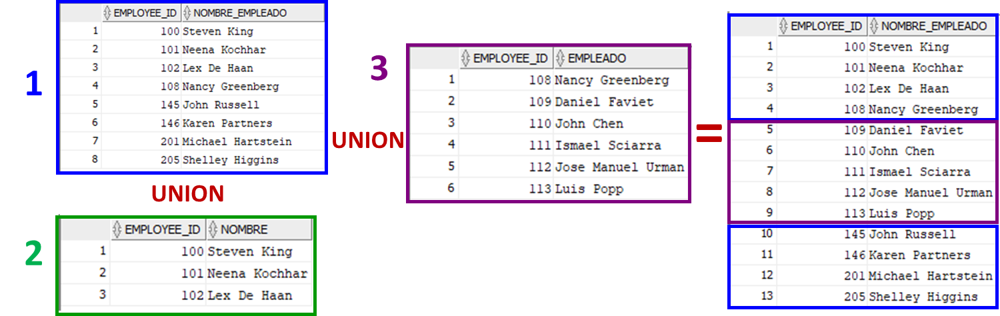 1
EMPLOYEE_ID NOMBRE_EMPLEADO
1 100 Steven King
2 101 Neena Kochhar
3 102 Lex De Haan
4 108 Nancy Greenberg
5 145 John Russell
6 146 Karen Partners
7 201 Michael Hartstein
8 205 Shelley Higgins
UNION
2
EMPLOYEE_ID NOMBRE
1 100 Steven King
2 101 Neena Kochhar
3 102 Lex De Haan
UNION
3
EMPLOYEE_ID EMPLEADO
1 108 Nancy Greenberg
2 109 Daniel Faviet
3 110 John Chen
4 111 Ismael Sciarra
5 112 Jose Manuel Urman
6 113 Luis Popp
=
EMPLOYEE_ID NOMBRE_EMPLEADO
1 100 Steven King
2 101 Neena Kochhar
3 102 Lex De Haan
4 108 Nancy Greenberg
5 109 Daniel Faviet
6 110 John Chen
7 111 Ismael Sciarra
8 112 Jose Manuel Urman
9 113 Luis Popp
10 145 John Russell
11 146 Karen Partners
12 201 Michael Hartstein
13 205 Shelley Higgins